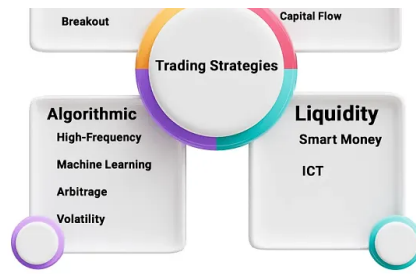 Breakout
Capital Flow
Trading Strategies
Algorithmic
High-Frequency
Machine Learning
Arbitrage
Volatility
Liquidity
Smart Money
ICT